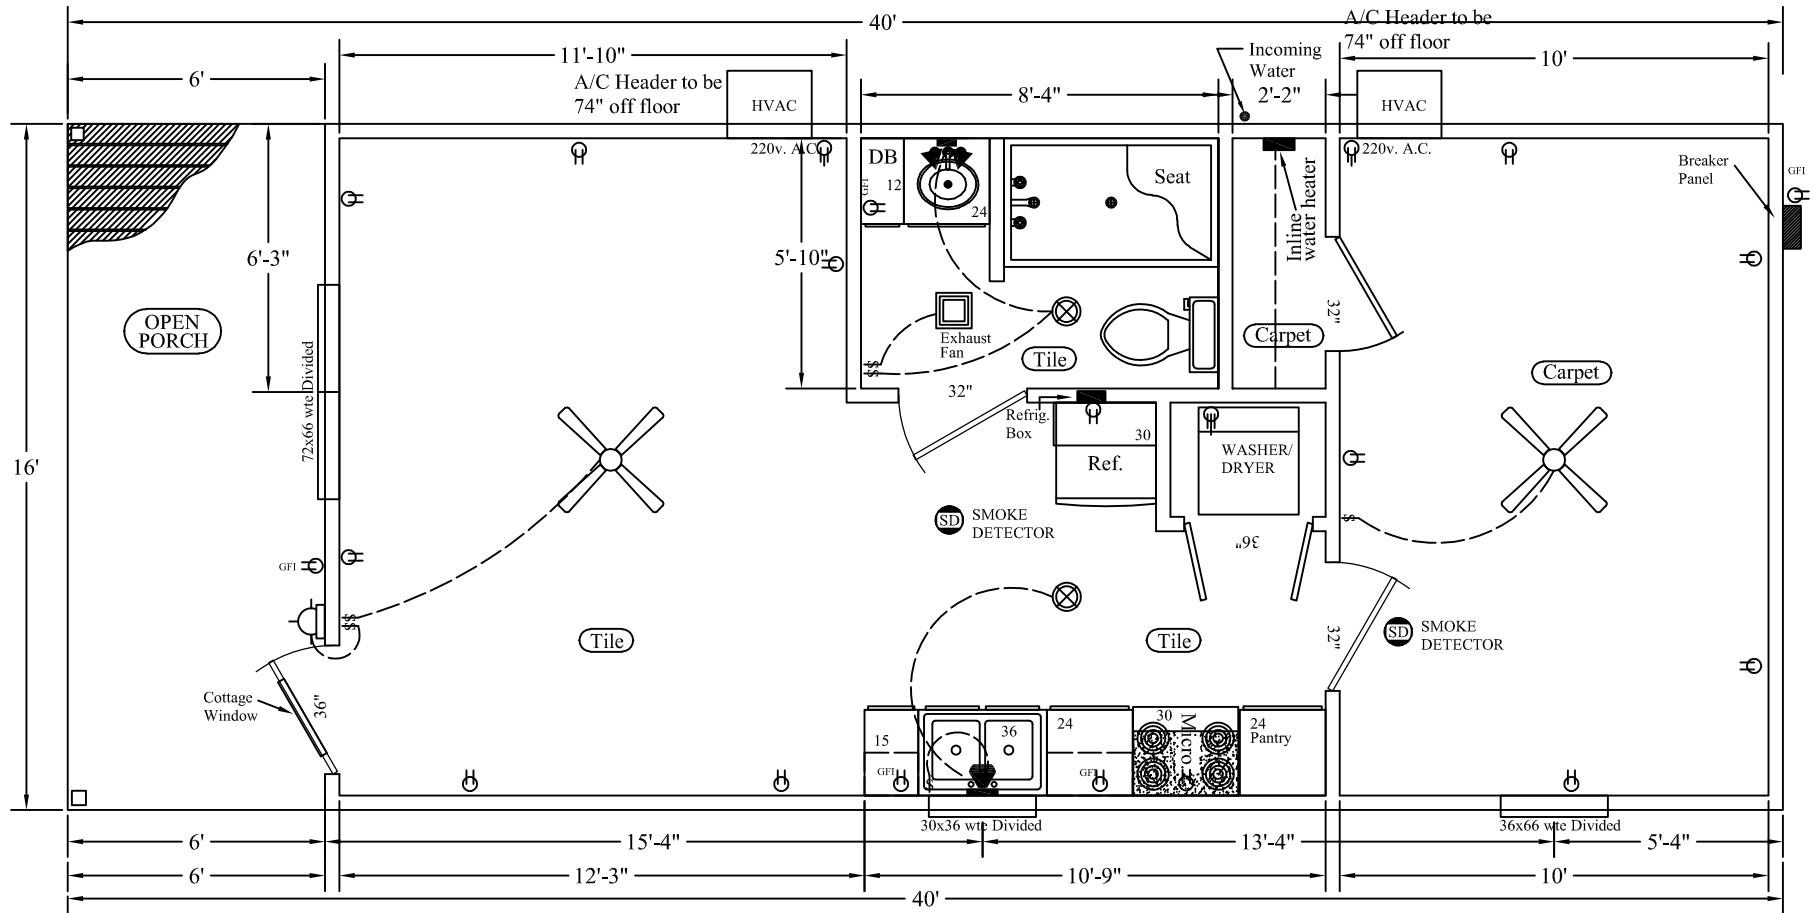 40'
A/C Header to be
74" off floor
11'-10"
Incoming
Water
6'
A/C Header to be
74" off floor
HVAC
8'-4"
2'-2"
HVAC
10'
220v. A.C.
220v. A.C.
DB
12
GFI
24
Seat
Inline
water heater
Breaker
Panel
GFI
6'-3"
5'-10"
OPEN
PORCH
72x66 wte Divided
Exhaust
Fan
Tile
Carpet
32"
Carpet
$$
32"
Refrig.
Box
30
Ref.
WASHER/
DRYER
16'
SD
SMOKE
DETECTOR
36"
$
GFI
$$
Tile
Tile
32"
SD
SMOKE
DETECTOR
Cottage
Window
36"
15
36
24
30
Micro.
24
Pantry
GFI
$
GFI
30x36 wte Divided
36x66 wte Divided
6'
15'-4"
13'-4"
5'-4"
6'
12'-3"
10'-9"
10'
40'